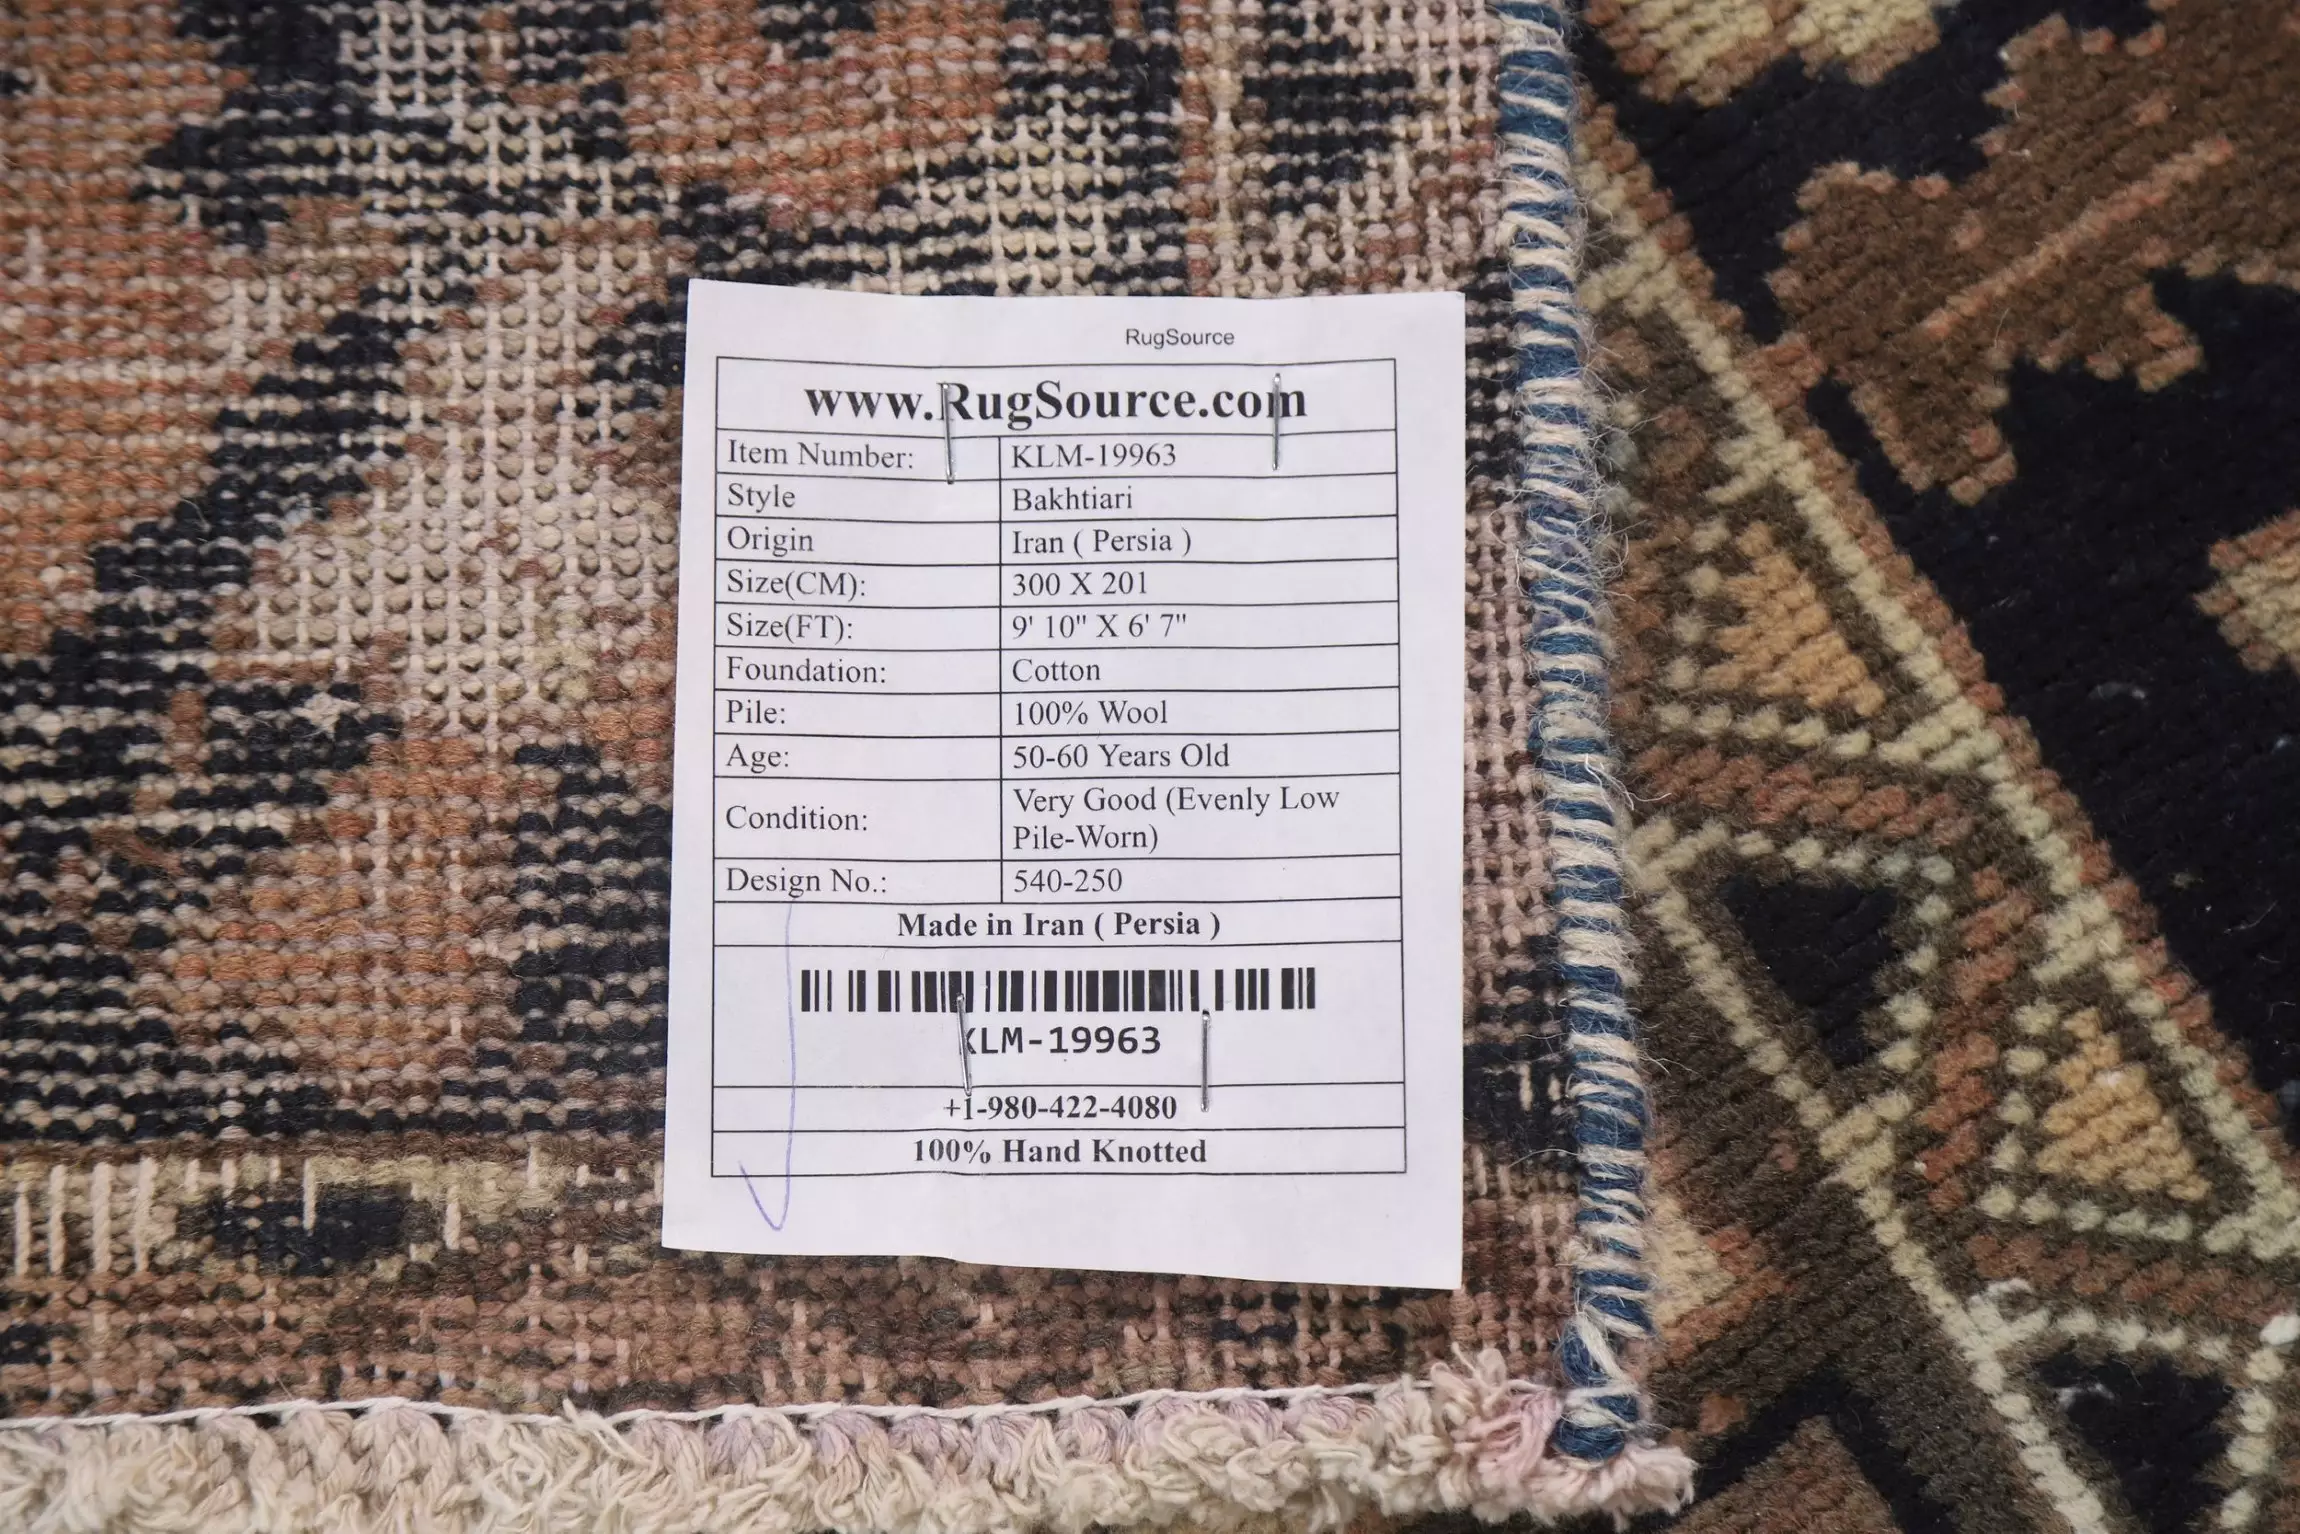 RugSource
www.RugSource.com
Item Number: KLM-19963
Style Bakhtiari
Origin Iran ( Persia )
Size(CM): 300 X 201
Size(FT): 9' 10" X 6' 7"
Foundation: Cotton
Pile: 100% Wool
Age: 50-60 Years Old
Condition: Very Good (Evenly Low
Pile-Worn)
Design No.: 540-250
Made in Iran ( Persia )
KLM-19963
+1-980-422-4080
100% Hand Knotted